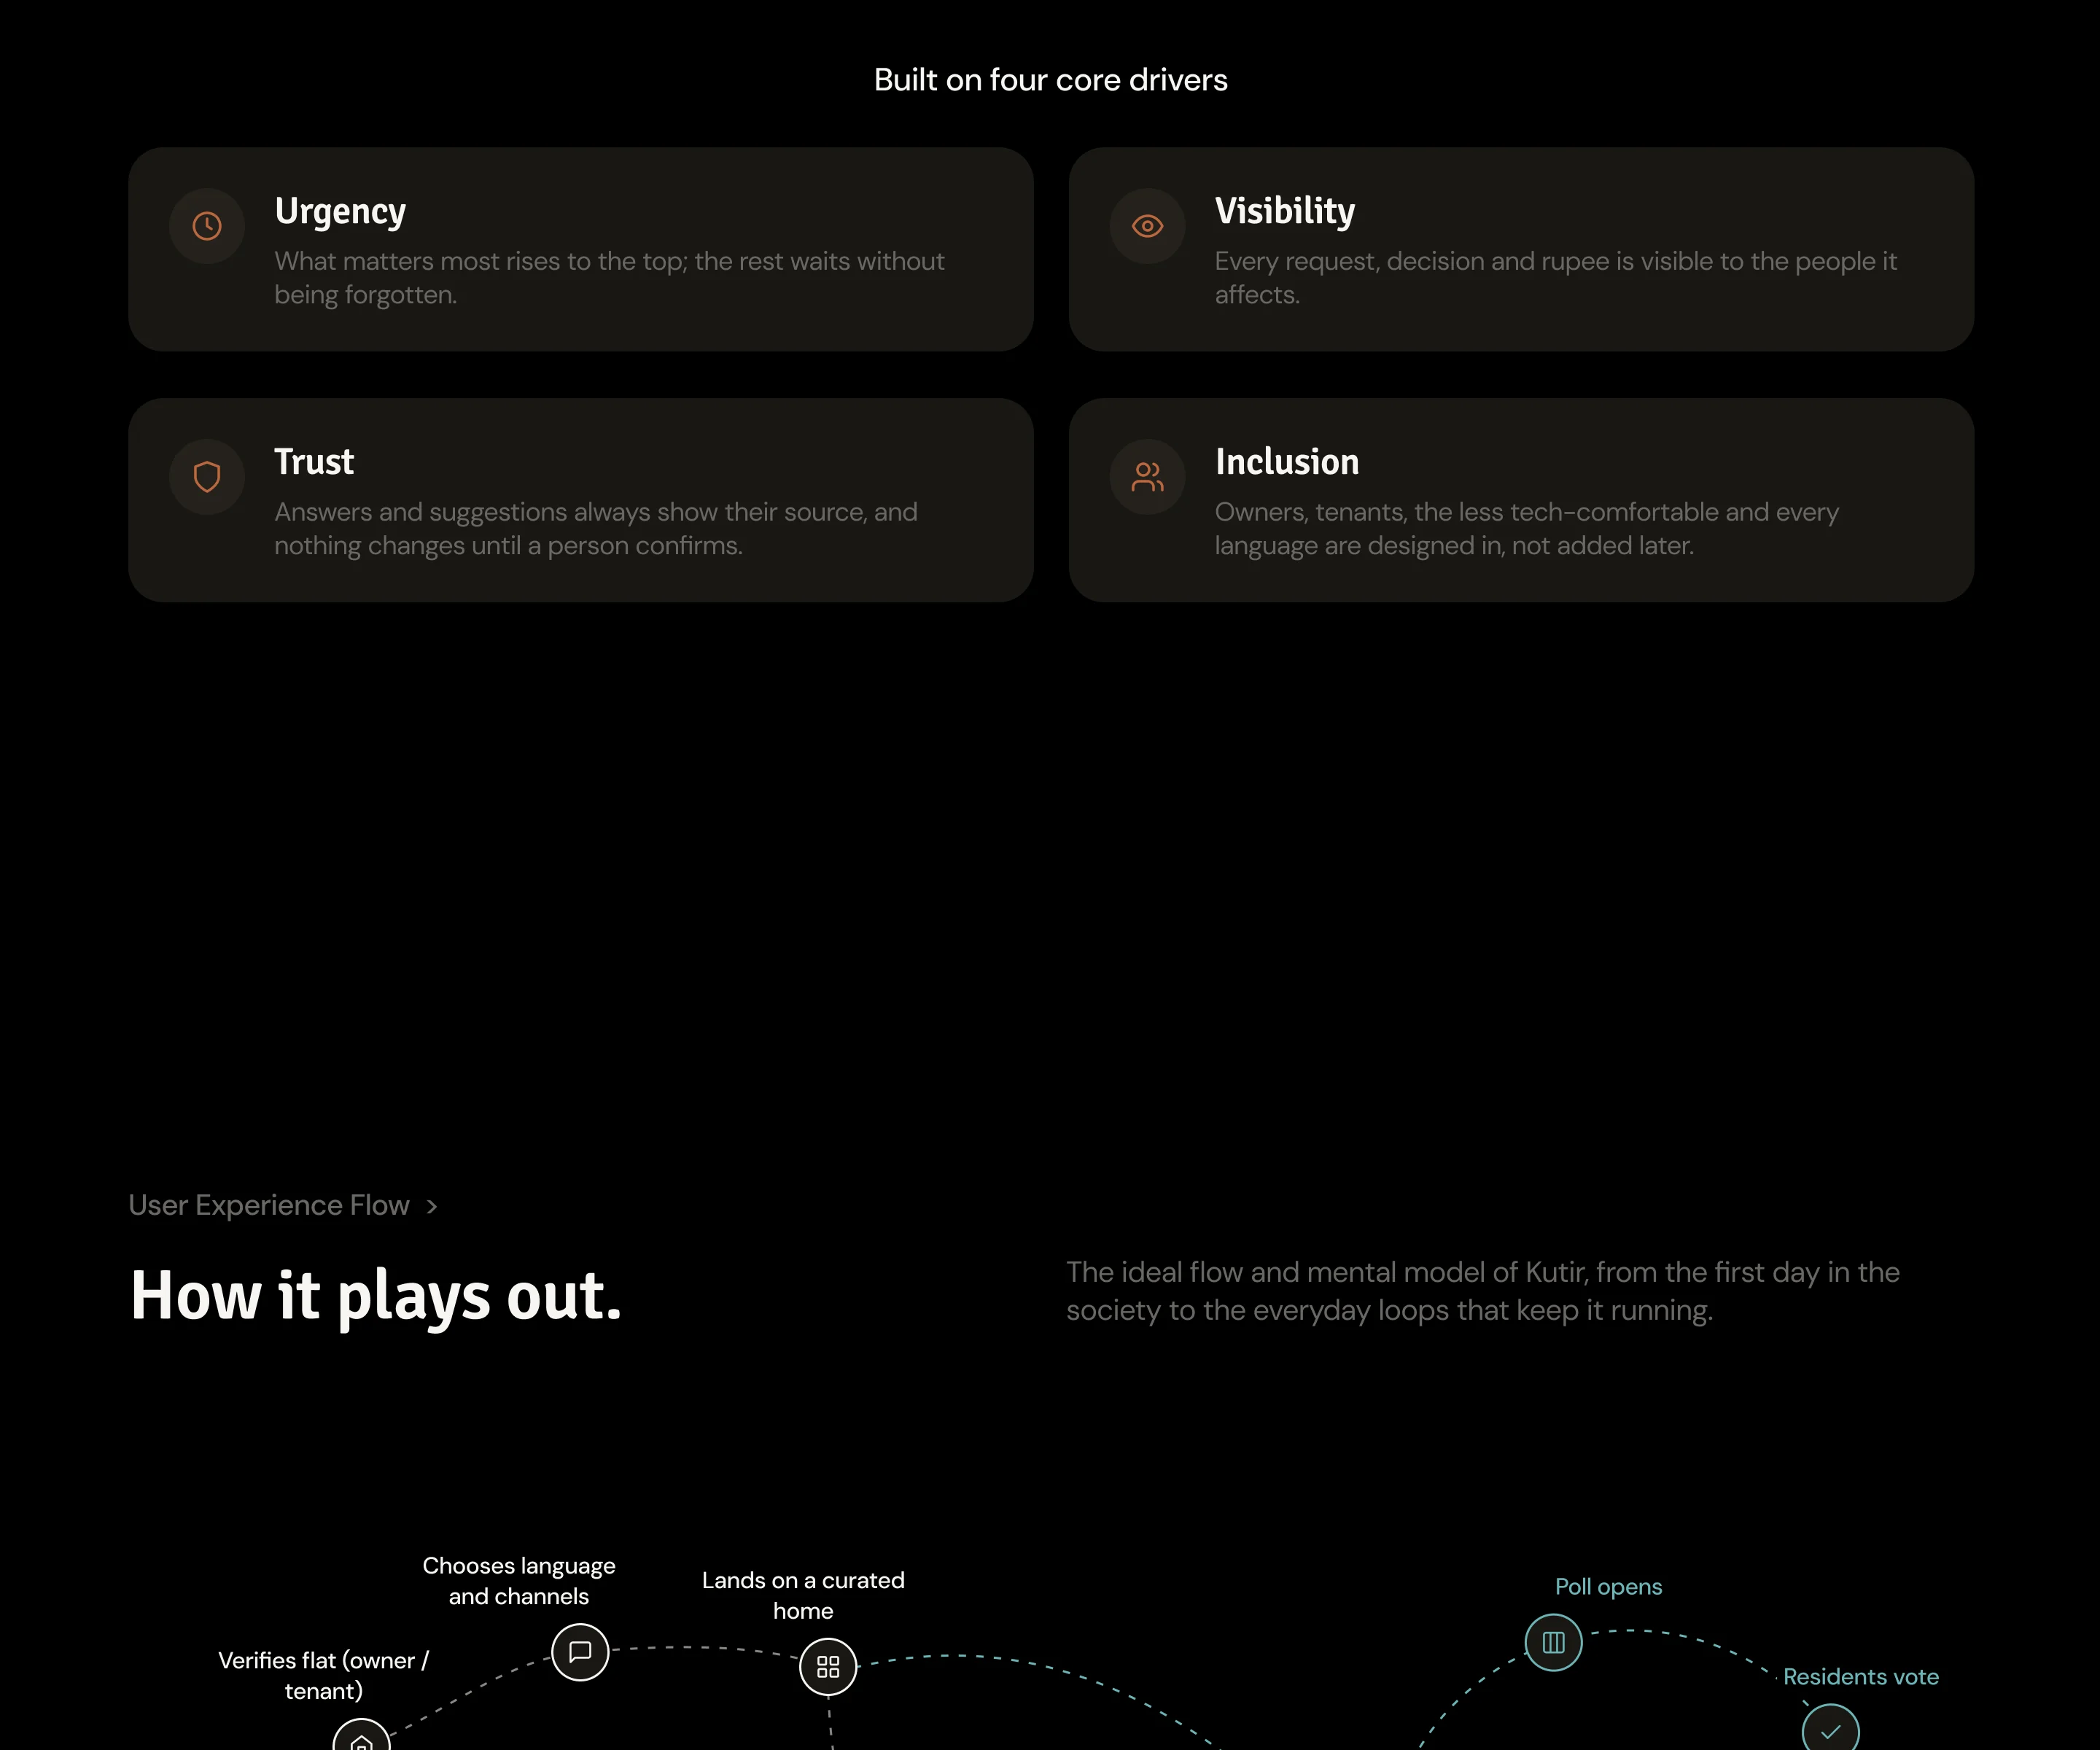 Built on four core drivers
Urgency
What matters most rises to the top; the rest waits without
being forgotten.
Visibility
Every request, decision and rupee is visible to the people it
affects.
Trust
Answers and suggestions always show their source, and
nothing changes until a person confirms.
Inclusion
Owners, tenants, the less tech-comfortable and every
language are designed in, not added later.
User Experience Flow >
How it plays out.
The ideal flow and mental model of Kutir, from the first day in the
society to the everyday loops that keep it running.
Chooses language
and channels
Lands on a curated
home
Poll opens
Verifies flat (owner /
tenant)
Residents vote